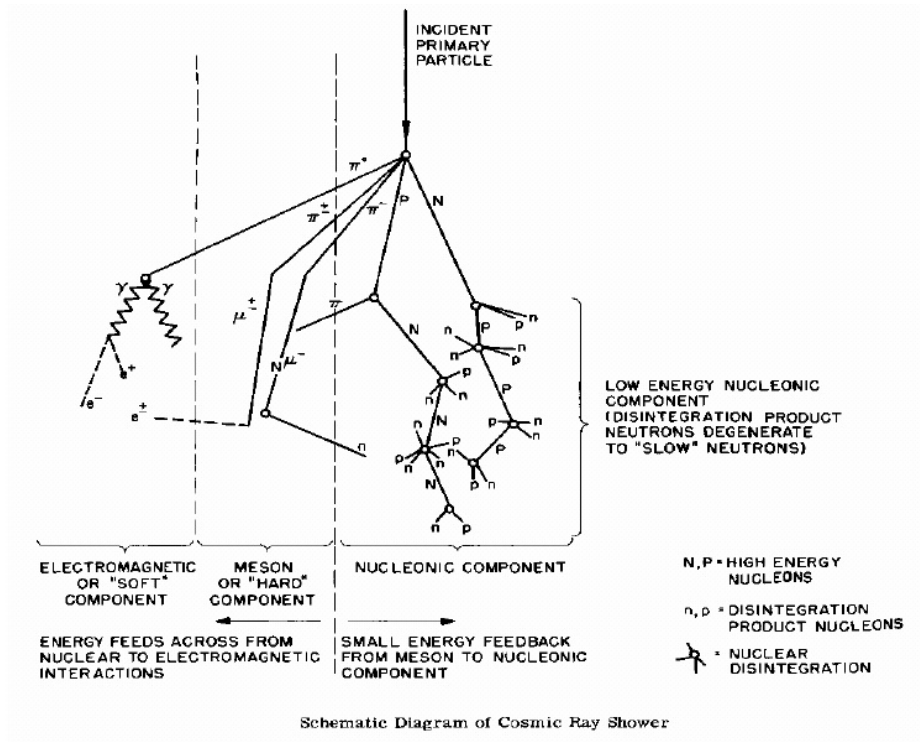 INCIDENT
PRIMARY
PARTICLE
π°
π±
π-
P
N
γ γ
μ±
π
n
p
N
P
n
n
p
e+
N
μ-
p
n
n
P
e-
e±
n
N
n
p
n
n
p
n
p
P
n
p
n
n
N
p
n
n
p
LOW ENERGY NUCLEONIC
COMPONENT
(DISINTEGRATION PRODUCT
NEUTRONS DEGENERATE
TO "SLOW" NEUTRONS)
ELECTROMAGNETIC
OR "SOFT"
COMPONENT
MESON
OR "HARD"
COMPONENT
NUCLEONIC COMPONENT
ENERGY FEEDS ACROSS FROM
NUCLEAR TO ELECTROMAGNETIC
INTERACTIONS
SMALL ENERGY FEEDBACK
FROM MESON TO NUCLEONIC
COMPONENT
N,P = HIGH ENERGY
NUCLEONS
n,p = DISINTEGRATION
PRODUCT NUCLEONS
= NUCLEAR
DISINTEGRATION
Schematic Diagram of Cosmic Ray Shower